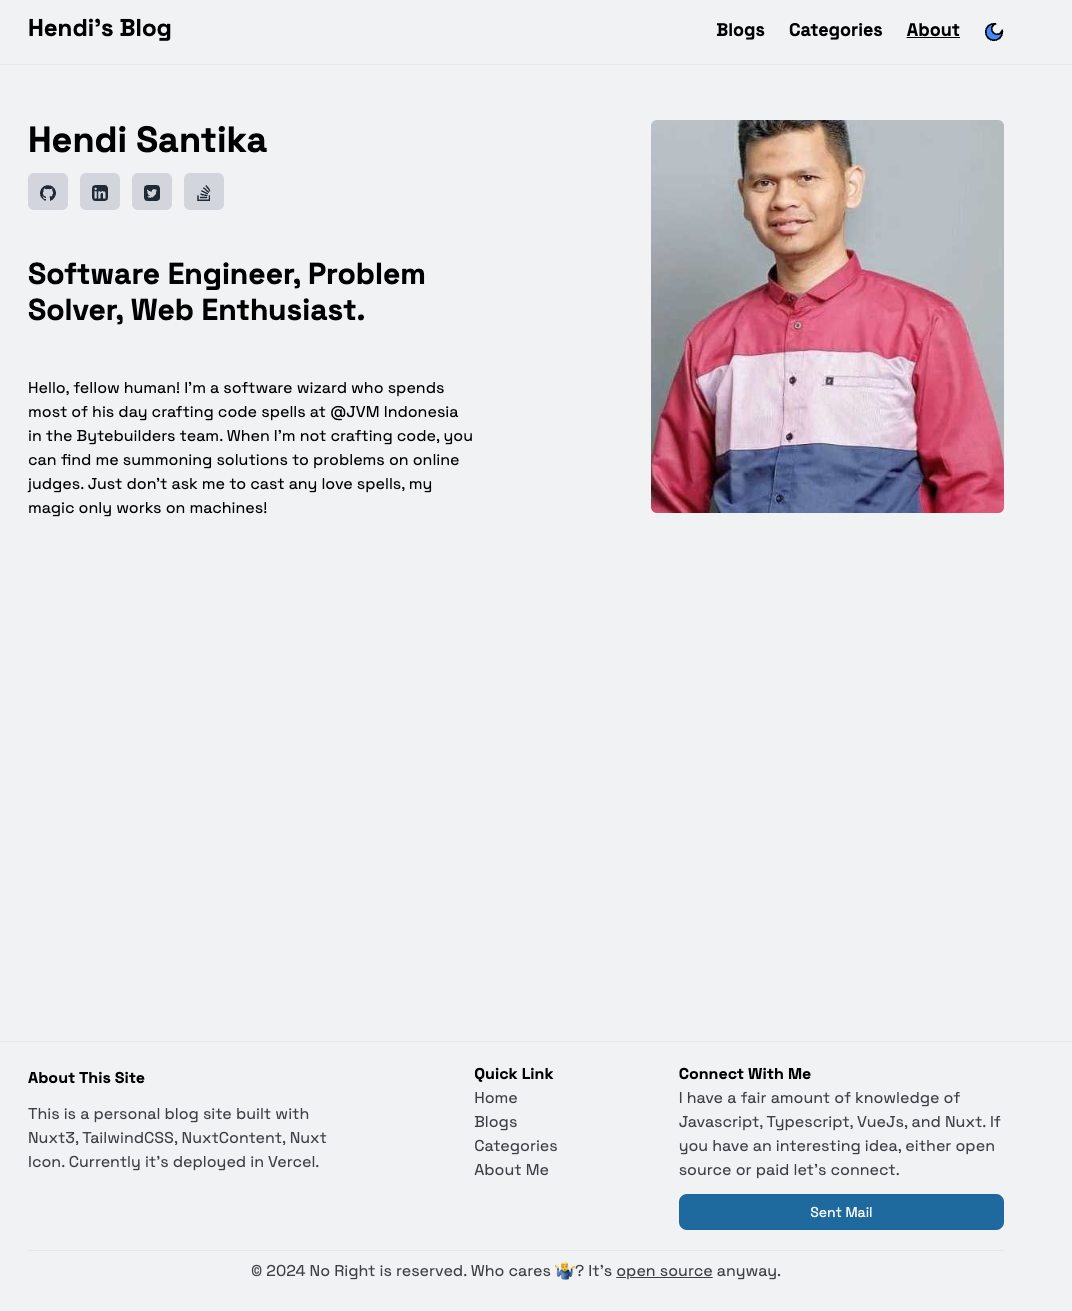 Hendi's Blog
Blogs Categories About
Hendi Santika
Software Engineer, Problem
Solver, Web Enthusiast.
Hello, fellow human! I'm a software wizard who spends
most of his day crafting code spells at @JVM Indonesia
in the Bytebuilders team. When I'm not crafting code, you
can find me summoning solutions to problems on online
judges. Just don't ask me to cast any love spells, my
magic only works on machines!
About This Site
This is a personal blog site built with
Nuxt3, TailwindCSS, NuxtContent, Nuxt
Icon. Currently it's deployed in Vercel.
Quick Link
Home
Blogs
Categories
About Me
Connect With Me
I have a fair amount of knowledge of
Javascript, Typescript, VueJs, and Nuxt. If
you have an interesting idea, either open
source or paid let's connect.
Sent Mail
© 2024 No Right is reserved. Who cares 🤷? It's open source anyway.